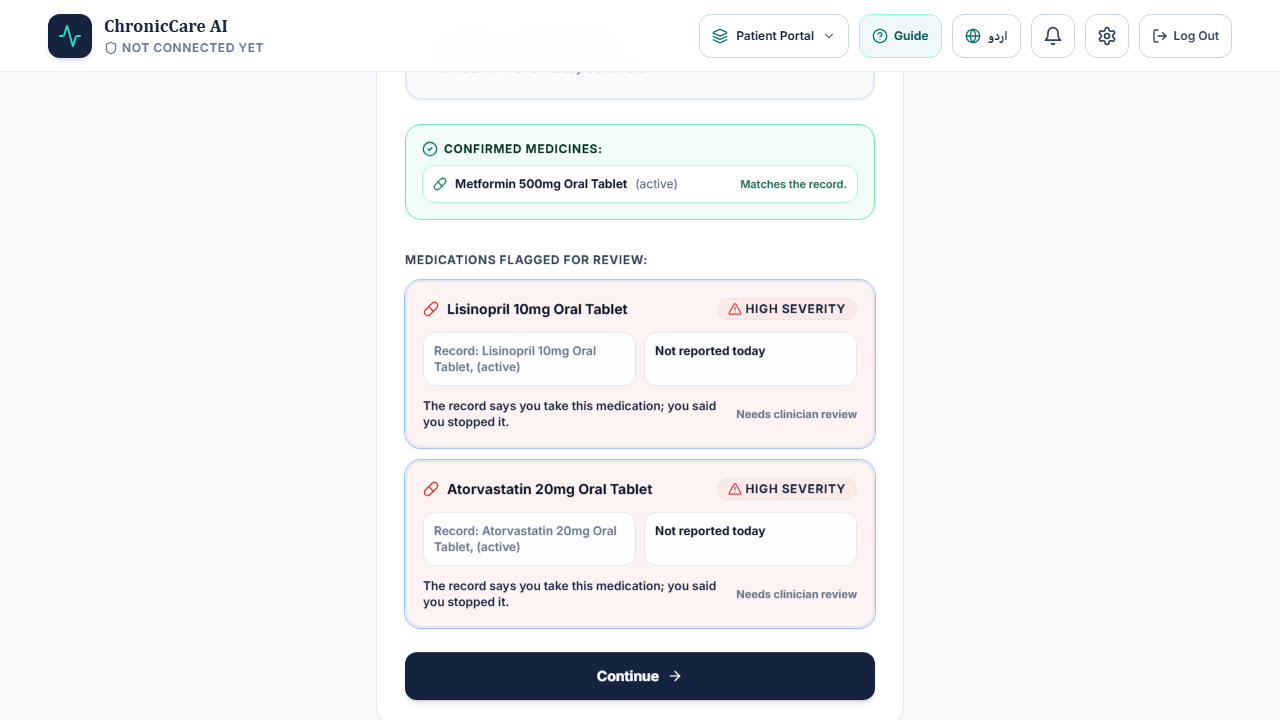 ChronicCare AI
NOT CONNECTED YET
Patient Portal
Guide
اردو
Log Out
CONFIRMED MEDICINES:
Metformin 500mg Oral Tablet (active)
Matches the record.
MEDICATIONS FLAGGED FOR REVIEW:
Lisinopril 10mg Oral Tablet
HIGH SEVERITY
Record: Lisinopril 10mg Oral
Tablet, (active)
Not reported today
The record says you take this medication; you said
you stopped it.
Needs clinician review
Atorvastatin 20mg Oral Tablet
HIGH SEVERITY
Record: Atorvastatin 20mg Oral
Tablet, (active)
Not reported today
The record says you take this medication; you said
you stopped it.
Needs clinician review
Continue